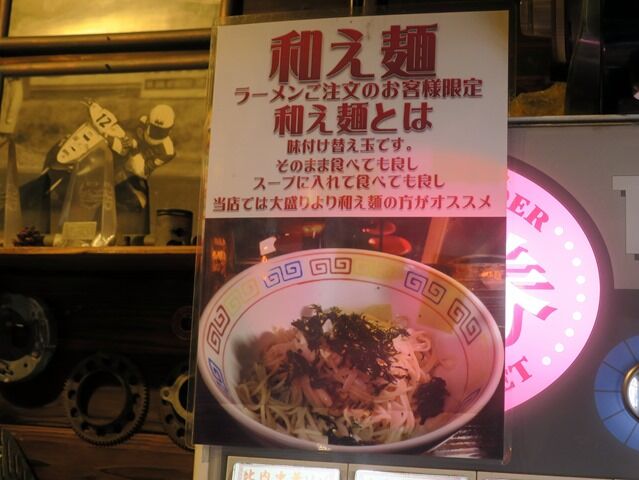 和え麺
ラーメンご注文のお客様限定
和え麺とは
味付け替え玉です。
そのまま食べても良し
スープに入れて食べても良し
当店では大盛りより和え麺の方がオススメ
12